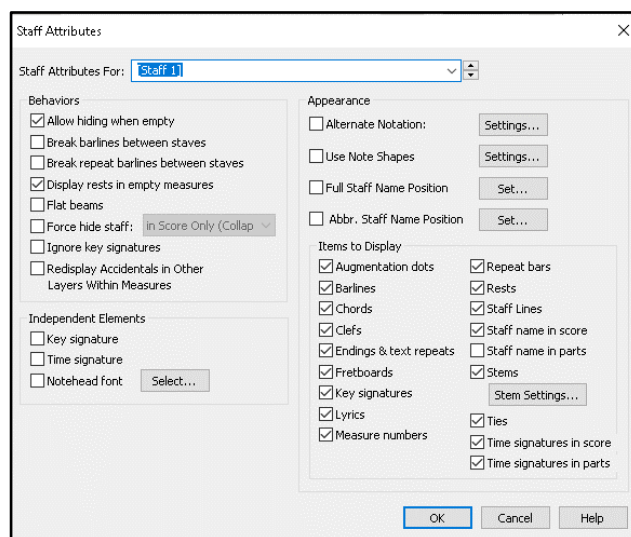 Staff Attributes
Staff Attributes For: [Staff 1]
Behaviors
Allow hiding when empty
Break barlines between staves
Break repeat barlines between staves
Display rests in empty measures
Flat beams
Force hide staff: in Score Only (Collap
Ignore key signatures
Redisplay Accidentals in Other
Layers Within Measures
Independent Elements
Key signature
Time signature
Notehead font Select...
Appearance
Alternate Notation: Settings...
Use Note Shapes Settings...
Full Staff Name Position Set...
Abbr. Staff Name Position Set...
Items to Display
Augmentation dots
Barlines
Chords
Clefs
Endings & text repeats
Fretboards
Key signatures
Lyrics
Measure numbers
Repeat bars
Rests
Staff Lines
Staff name in score
Staff name in parts
Stems
Stem Settings...
Ties
Time signatures in score
Time signatures in parts
OK Cancel Help